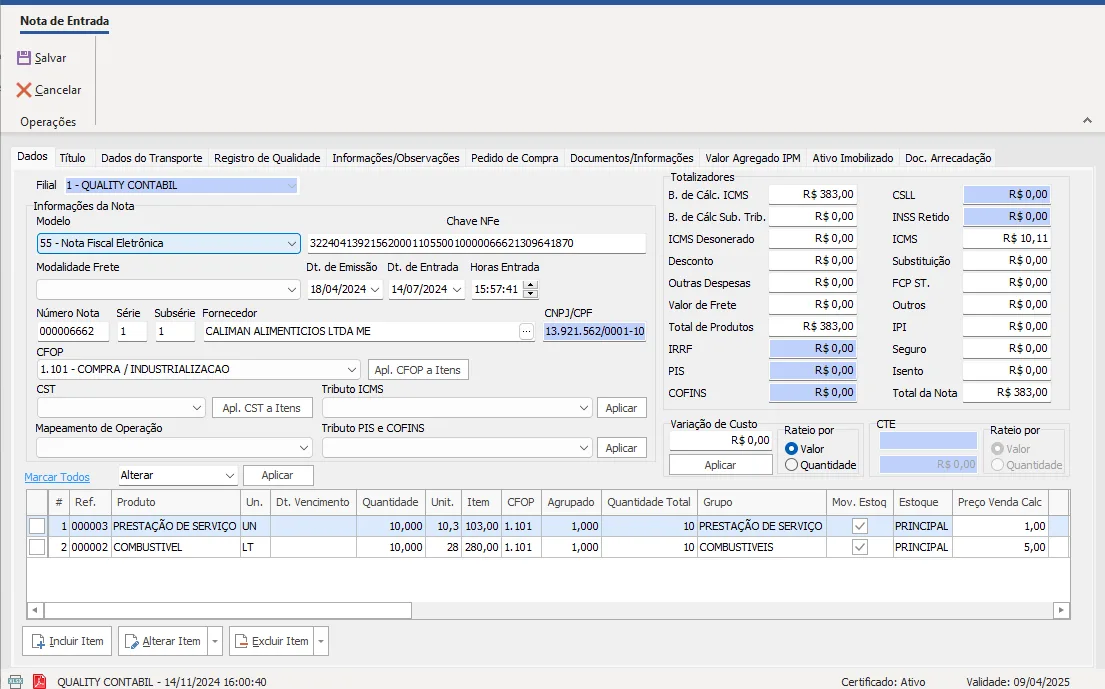 Nota de Entrada
Salvar
Cancelar
Operações
Dados Título Dados do Transporte Registro de Qualidade Informações/Observações Pedido de Compra Documentos/Informações Valor Agregado IPM Ativo Imobilizado Doc. Arrecadação
Filial 1 - QUALITY CONTABIL
Informações da Nota
Modelo Chave NFe
55 - Nota Fiscal Eletrônica 32240413921562000110550010000066621309641870
Modalidade Frete Dt. de Emissão Dt. de Entrada Horas Entrada
18/04/2024 14/07/2024 15:57:41
Número Nota Série Subsérie Fornecedor CNPJ/CPF
000006662 1 1 CALIMAN ALIMENTICIOS LTDA ME ... 13.921.562/0001-10
CFOP
1.101 - COMPRA / INDUSTRIALIZACAO Apl. CFOP a Itens
CST Tributo ICMS
Apl. CST a Itens Aplicar
Mapeamento de Operação Tributo PIS e COFINS
Aplicar
Totalizadores
B. de Cálc. ICMS R$ 383,00 CSLL R$ 0,00
B. de Cálc Sub. Trib. R$ 0,00 INSS Retido R$ 0,00
ICMS Desonerado R$ 0,00 ICMS R$ 10,11
Desconto R$ 0,00 Substituição R$ 0,00
Outras Despesas R$ 0,00 FCP ST. R$ 0,00
Valor de Frete R$ 0,00 Outros R$ 0,00
Total de Produtos R$ 383,00 IPI R$ 0,00
IRRF R$ 0,00 Seguro R$ 0,00
PIS R$ 0,00 Isento R$ 0,00
COFINS R$ 0,00 Total da Nota R$ 383,00
Variação de Custo
R$ 0,00
Aplicar
Rateio por
Valor
Quantidade
CTE
R$ 0,00
Rateio por
Valor
Quantidade
Marcar Todos Alterar Aplicar
# Ref. Produto Un. Dt. Vencimento Quantidade Unit. Item CFOP Agrupado Quantidade Total Grupo Mov. Estoq Estoque Preço Venda Calc
1 000003 PRESTAÇÃO DE SERVIÇO UN 10,000 10,3 103,00 1.101 1,000 10 PRESTAÇÃO DE SERVIÇO PRINCIPAL 1,00
2 000002 COMBUSTIVEL LT 10,000 28 280,00 1.101 1,000 10 COMBUSTIVEIS PRINCIPAL 5,00
Incluir Item Alterar Item Excluir Item
QUALITY CONTABIL - 14/11/2024 16:00:40 Certificado: Ativo Validade: 09/04/2025